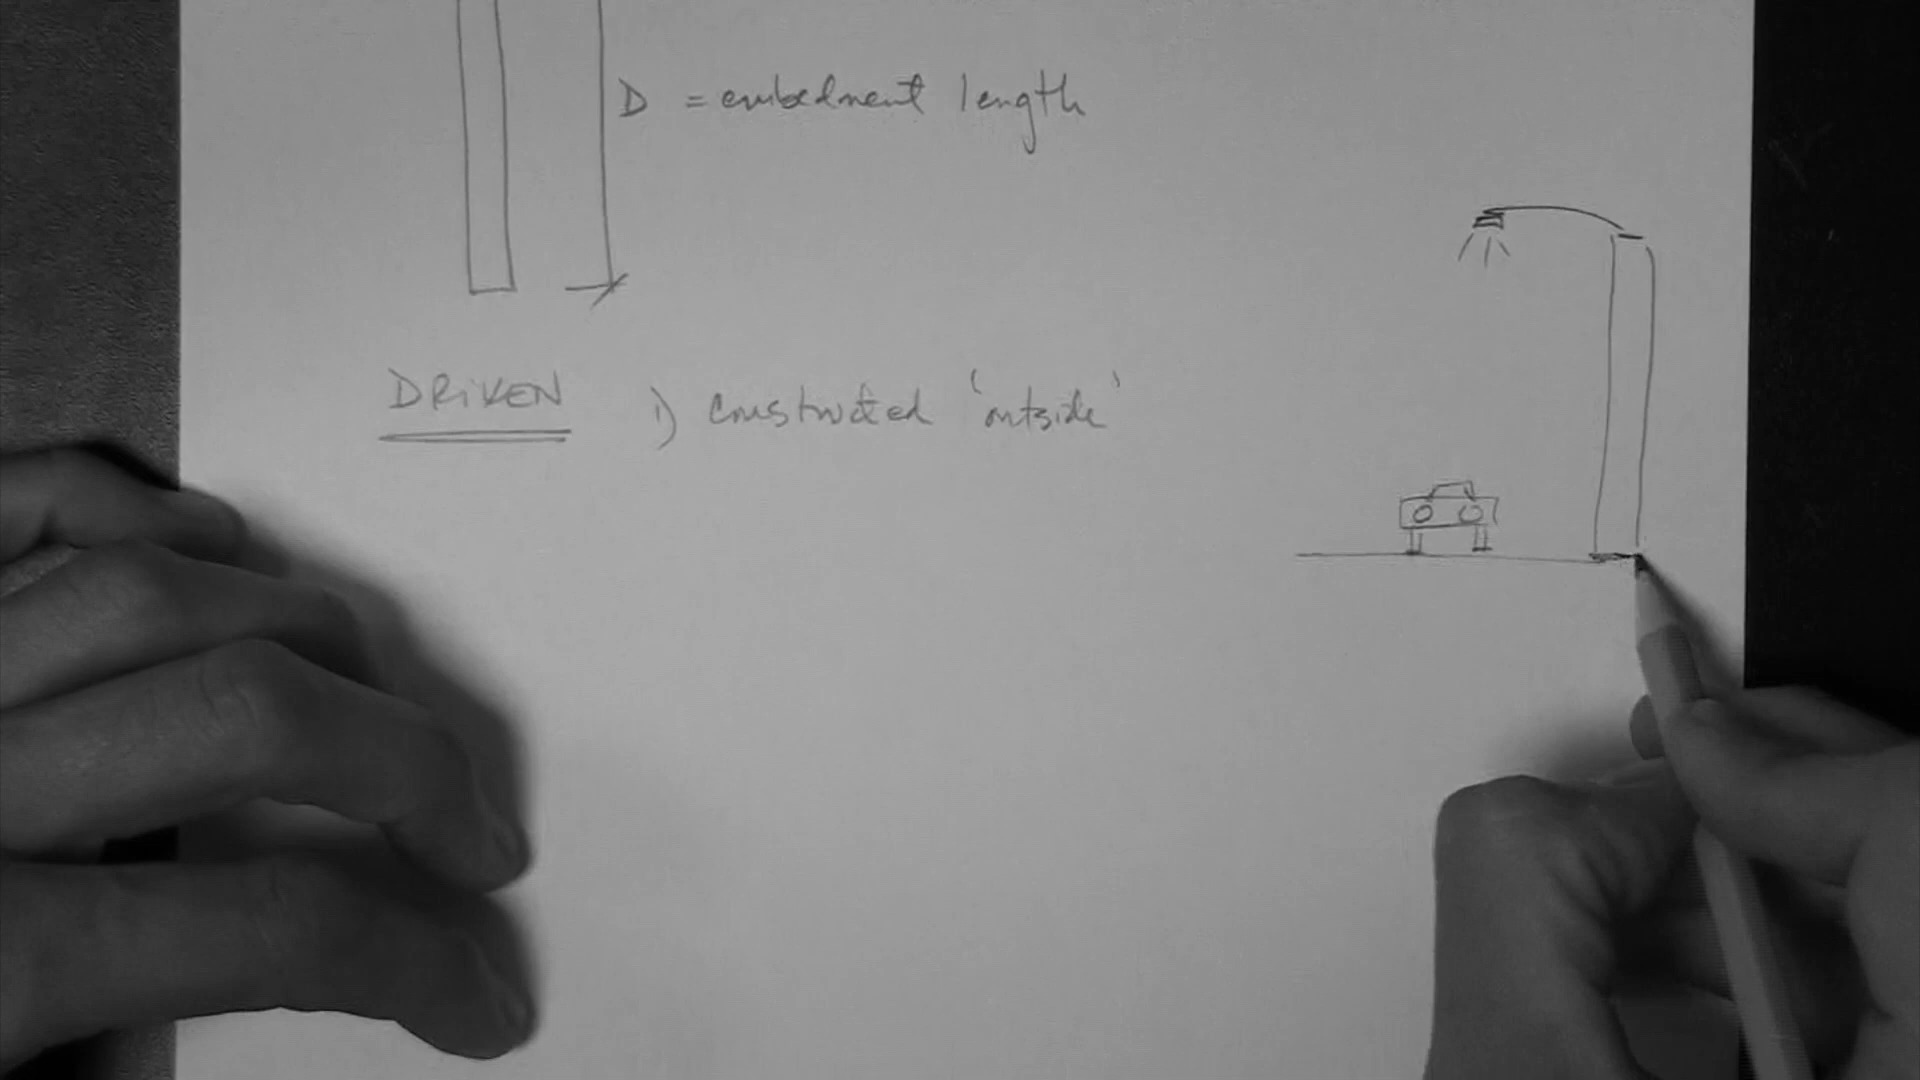 D = embedment length
DRIVEN 1) constructed 'outside'